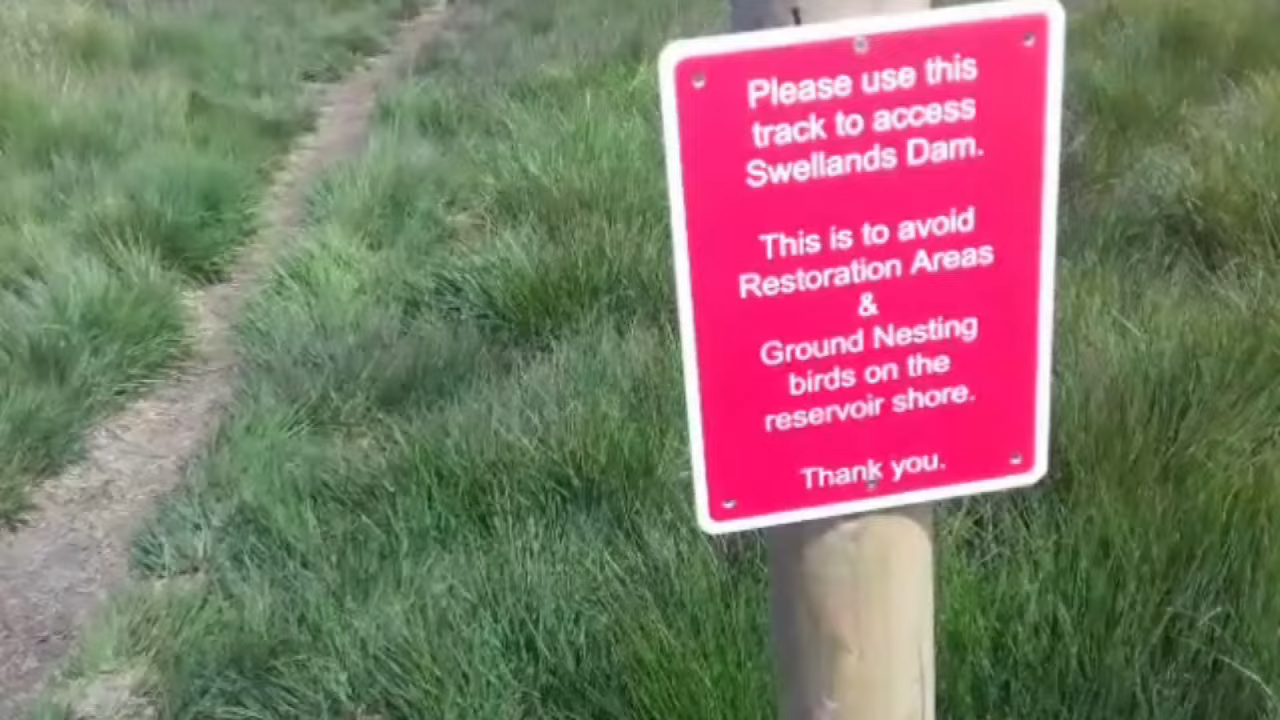 Please use this
track to access
Swellands Dam.
This is to avoid
Restoration Areas
&
Ground Nesting
birds on the
reservoir shore.
Thank you.